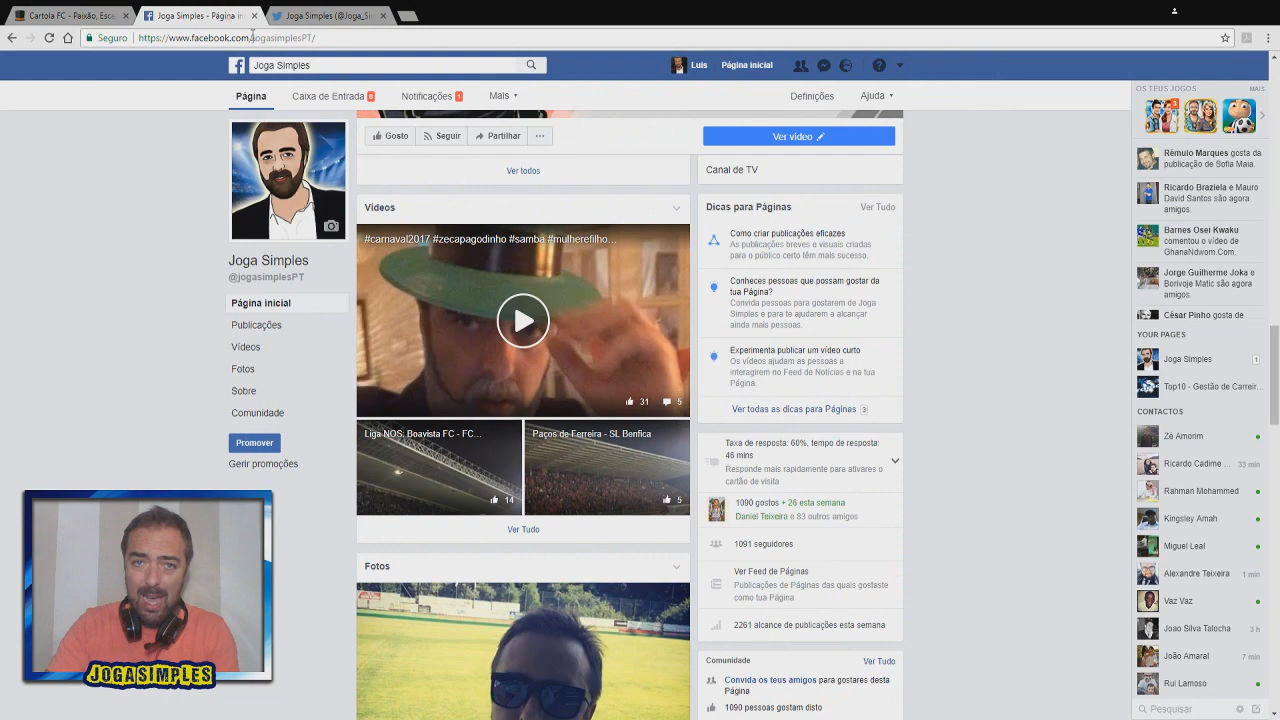 Cartola FC - Paixão, Esca
Joga Simples - Página in
Joga Simples (@Joga_Si
Seguro
https://www.facebook.com/jogasimplesPT/
Joga Simples
Luis
Página inicial
Página
Caixa de Entrada 8
Notificações 1
Mais
Definições
Ajuda
Gosto
Seguir
Partilhar
Ver vídeo
Joga Simples
@jogasimplesPT
Página inicial
Publicações
Vídeos
Fotos
Sobre
Comunidade
Promover
Gerir promoções
Ver todos
Vídeos
#carnaval2017 #zecapagodinho #samba #mulherefilho...
31
5
Liga NOS: Boavista FC - FC...
14
Paços de Ferreira - SL Benfica
5
Ver Tudo
Fotos
Canal de TV
Dicas para Páginas
Ver Tudo
Como criar publicações eficazes
As publicações breves e visuais criadas
para o público certo têm mais sucesso.
Conheces pessoas que possam gostar da
tua Página?
Convida pessoas para gostarem de Joga
Simples e para te ajudarem a alcançar
ainda mais pessoas.
Experimenta publicar um vídeo curto
Os vídeos ajudam as pessoas a
interagirem no Feed de Notícias e na tua
Página.
Ver todas as dicas para Páginas 3
Taxa de resposta: 60%, tempo de resposta:
46 mins
Responde mais rapidamente para ativares o
cartão de visita
1090 gostos + 26 esta semana
Daniel Teixeira e 83 outros amigos
1091 seguidores
Ver Feed de Páginas
Publicações de Páginas das quais gostaste
como tua Página
2261 alcance de publicações esta semana
Comunidade
Ver Tudo
Convida os teus amigos para gostares desta
Página
1090 pessoas gostam disto
OS TEUS JOGOS
MAIS
Rêmulo Marques gosta da
publicação de Sofia Maia.
Ricardo Braziela e Mauro
David Santos são agora
amigos.
Barnes Osei Kwaku
comentou o vídeo de
GhanaNdwom.Com.
Jorge Guilherme Joka e
Borivoje Matic são agora
amigos.
César Pinho gosta de
YOUR PAGES
Joga Simples
1
Top10 - Gestão de Carreir...
CONTACTOS
Zé Amorim
Ricardo Cadime ...
33 min
Rahman Mohammed
Kingsley Amah
Miguel Leal
Alexandre Teixeira
1 min
Vaz Vaz
Joao Silva Talocha
3 h
João Amaral
7 min
Rui Lamoso
Pesquisar
JOGA SIMPLES